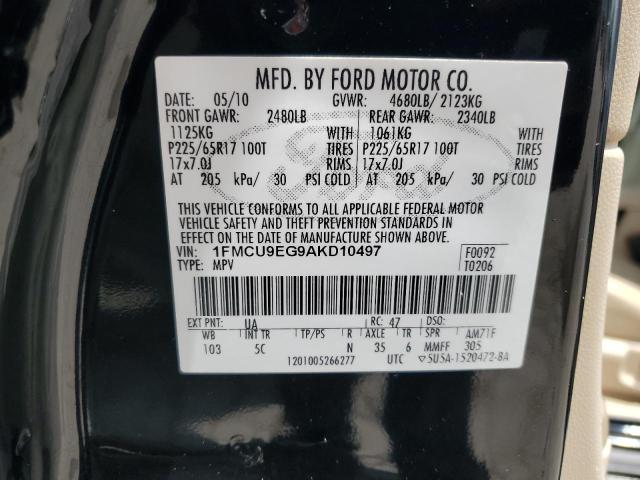 MFD. BY FORD MOTOR CO.
DATE: 05/10 GVWR: 4680LB/ 2123KG
FRONT GAWR: 2480LB REAR GAWR: 2340LB
1125KG WITH 1061KG WITH
P225/65R17 100T TIRES P225/65R17 100T TIRES
17x7.0J RIMS 17x7.0J RIMS
AT 205 kPa/ 30 PSI COLD AT 205 kPa/ 30 PSI COLD
THIS VEHICLE CONFORMS TO ALL APPLICABLE FEDERAL MOTOR
VEHICLE SAFETY AND THEFT PREVENTION STANDARDS IN
EFFECT ON THE DATE OF MANUFACTURE SHOWN ABOVE.
VIN: 1FMCU9EG9AKD10497 F0092
TYPE: MPV T0206
EXT PNT: UA RC: 47 DSO:
WB INT TR TP/PS R AXLE TR SPR AM71F
103 5C N 35 6 MMFF 305
1201005266277 UTC ▽5U5A-1520472-BA